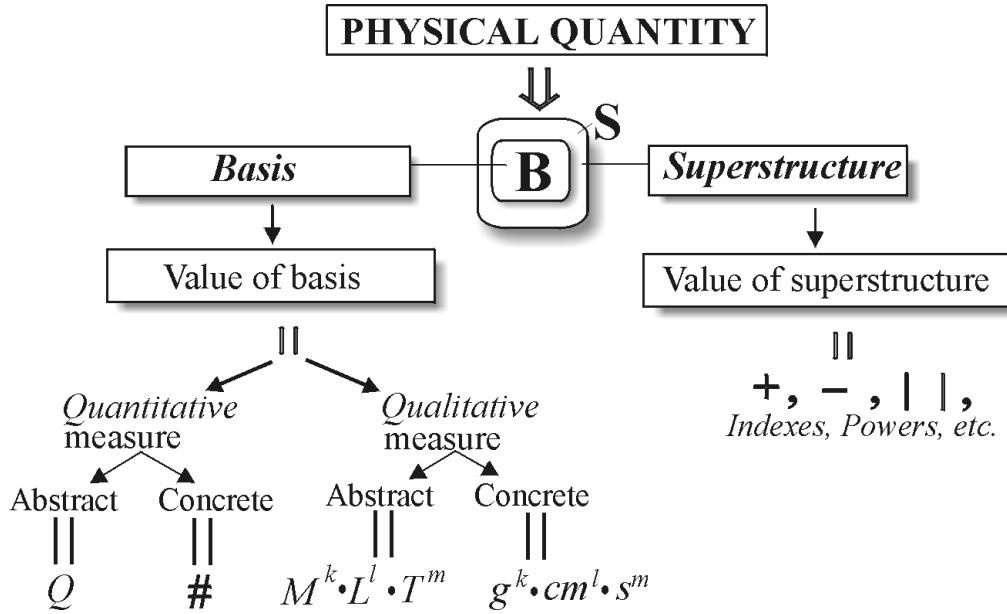 PHYSICAL QUANTITY
S
Basis
B
Superstructure
Value of basis
Value of superstructure
Quantitative
measure
Qualitative
measure
+, − , | |,
Indexes, Powers, etc.
Abstract
Concrete
Abstract
Concrete
Q
#
M^k·L^l·T^m
g^k·cm^l·s^m